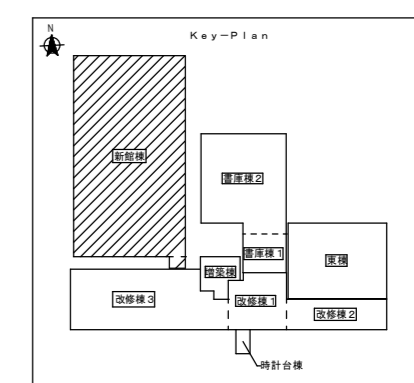 N
Key-Plan
新館棟
書庫棟2
書庫棟1
東棟
増築棟
改修棟3
改修棟1
改修棟2
時計台棟